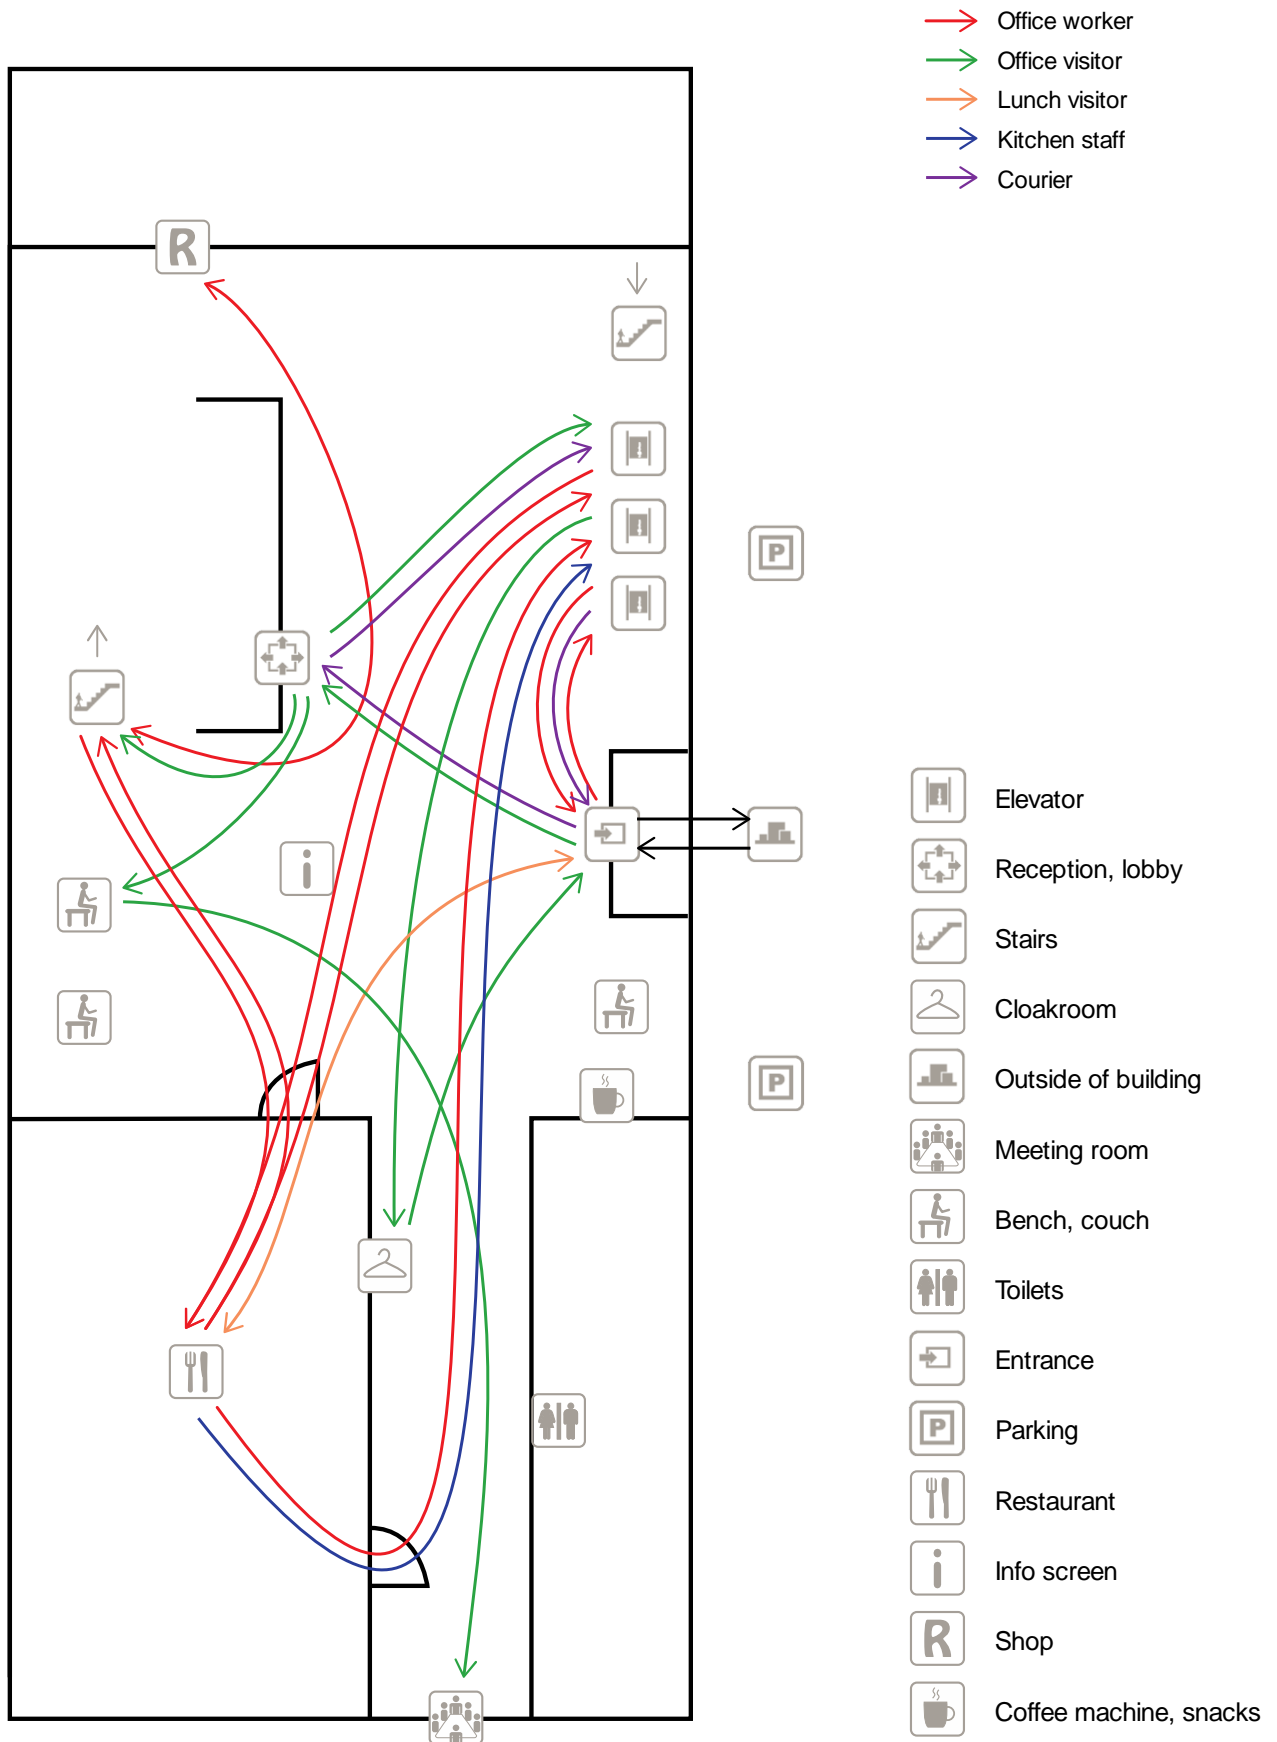 Office worker
Office visitor
Lunch visitor
Kitchen staff
Courier
R
P
P
Elevator
Reception, lobby
Stairs
Cloakroom
Outside of building
Meeting room
Bench, couch
Toilets
Entrance
P
Parking
Restaurant
i
Info screen
R
Shop
Coffee machine, snacks